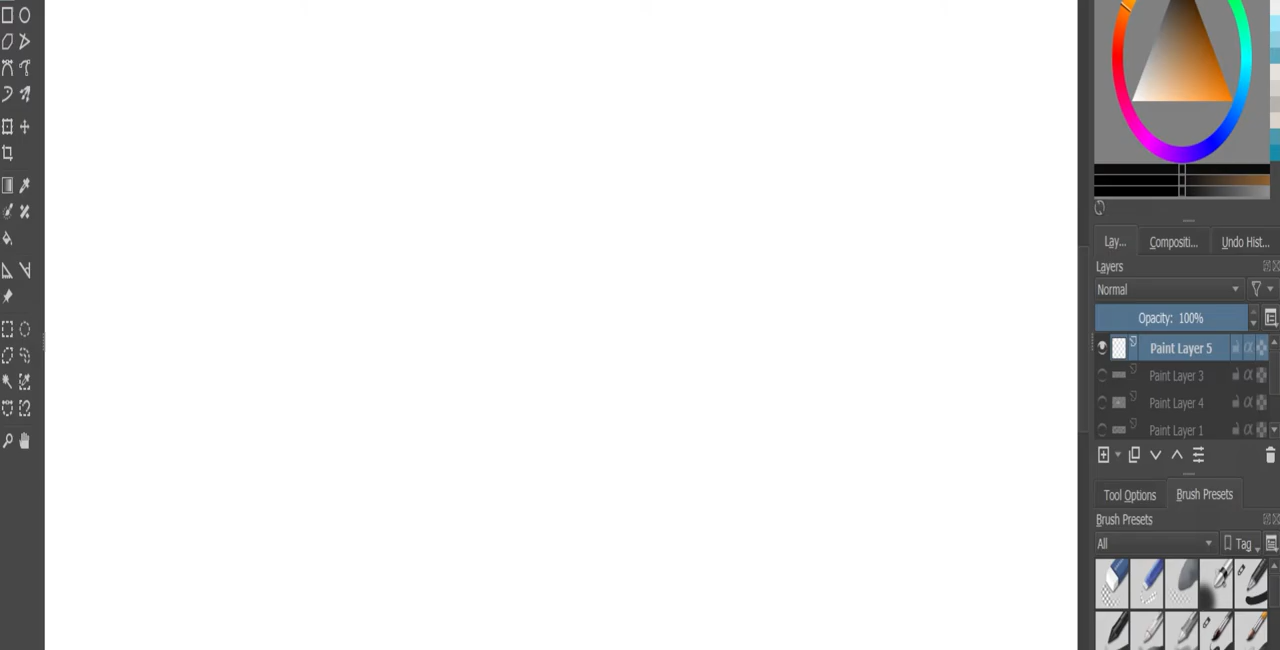 Lay...
Compositi...
Undo Hist...
Layers
Normal
Opacity: 100%
Paint Layer 5
Paint Layer 3
Paint Layer 4
Paint Layer 1
Tool Options
Brush Presets
Brush Presets
All
Tag